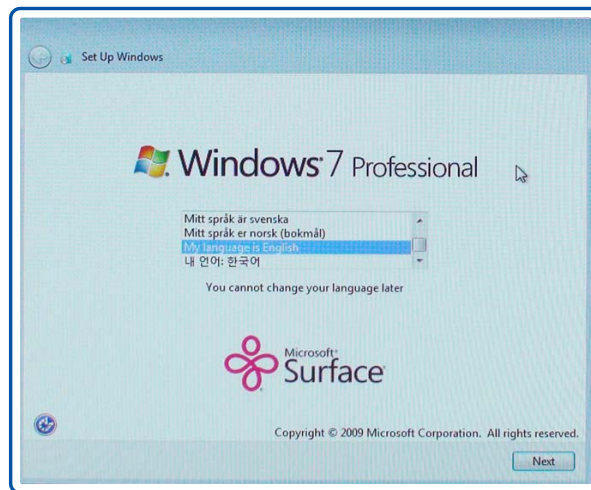 Set Up Windows
Windows 7 Professional
Mitt språk är svenska
Mitt språk er norsk (bokmål)
My language is English
내 언어: 한국어
You cannot change your language later
Microsoft
Surface
Copyright © 2009 Microsoft Corporation. All rights reserved.
Next